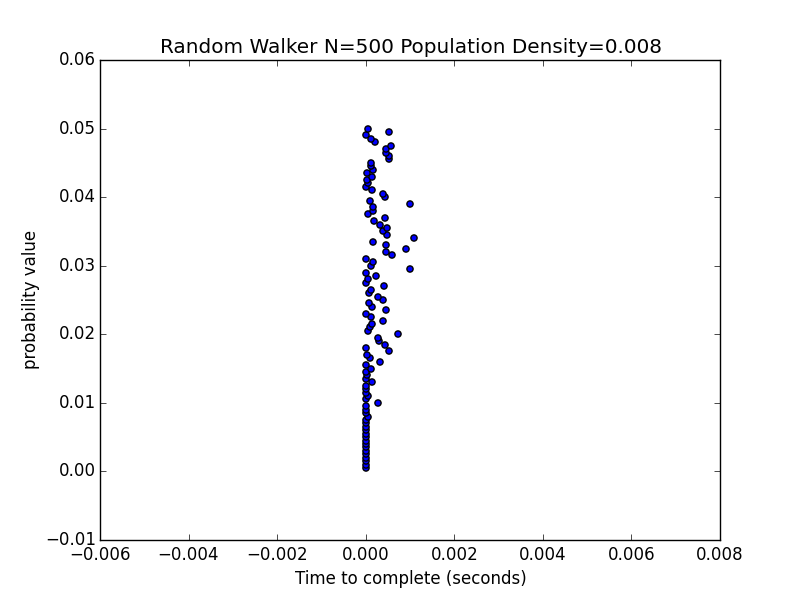 Random Walker N=500 Population Density=0.008
0.06
0.05
0.04
0.03
0.02
0.01
0.00
−0.01
probability value
−0.006 −0.004 −0.002 0.000 0.002 0.004 0.006 0.008
Time to complete (seconds)